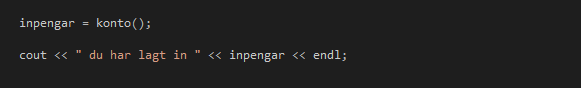 inpengar = konto();
cout << " du har lagt in " << inpengar << endl;